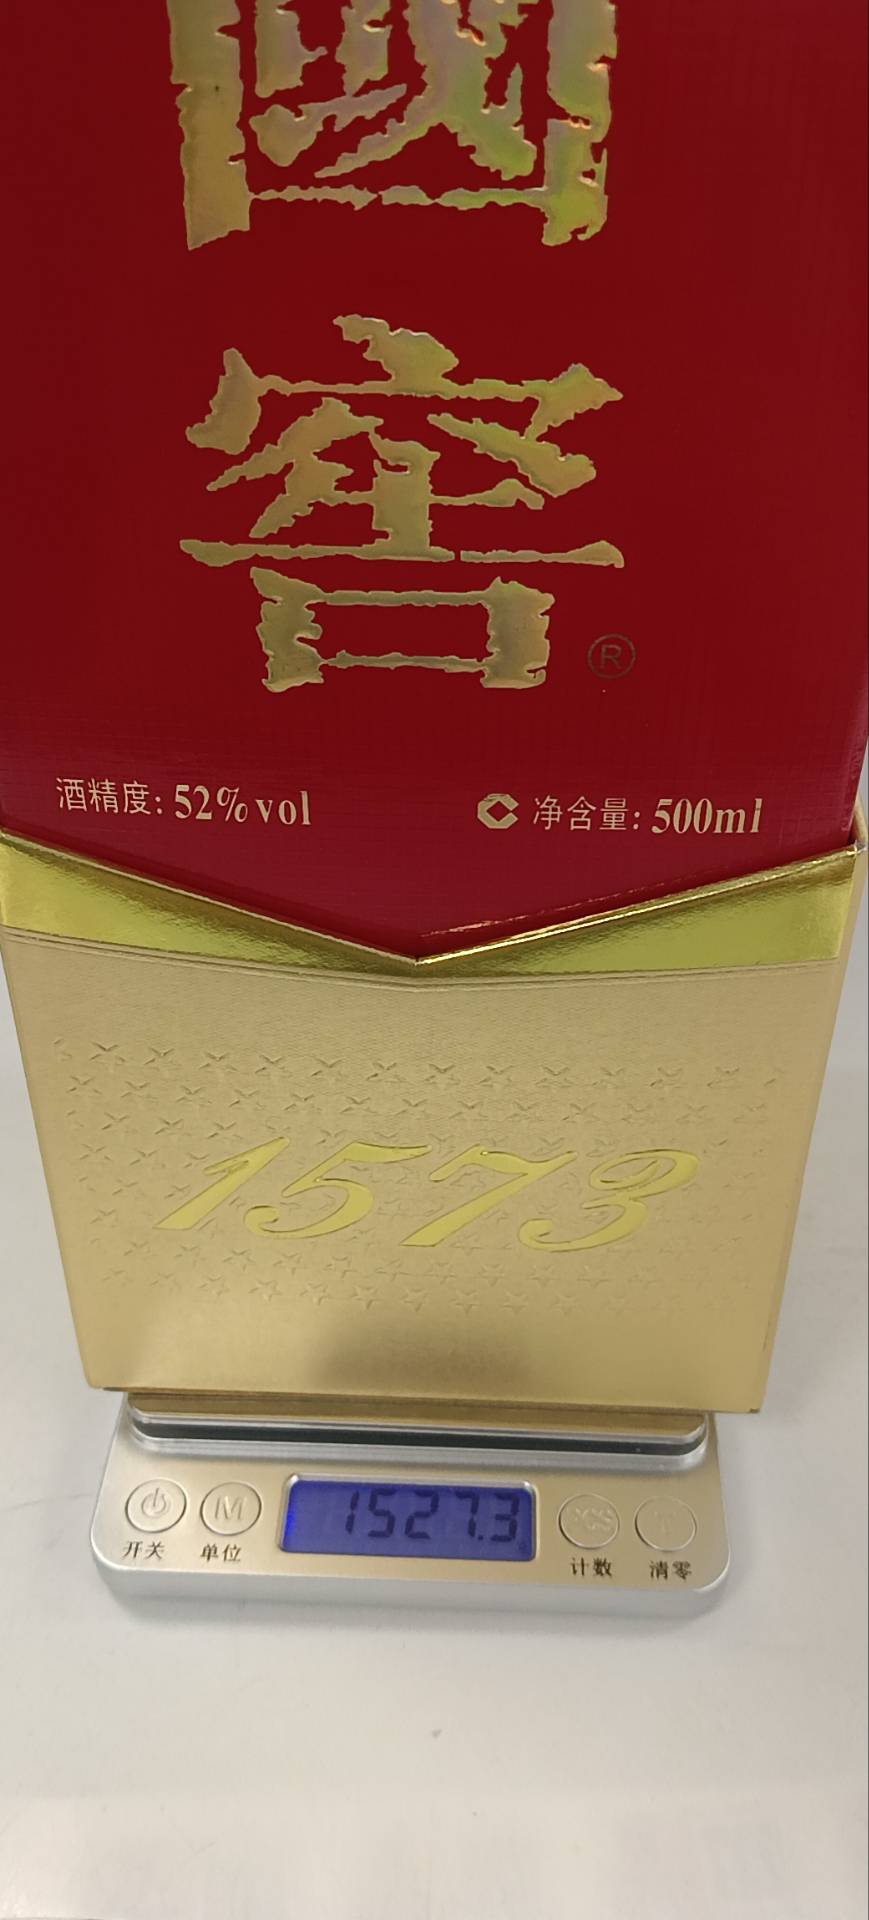 國
窖®
酒精度: 52%vol
净含量: 500ml
1573
1527.3
M
开关
单位
计数
清零